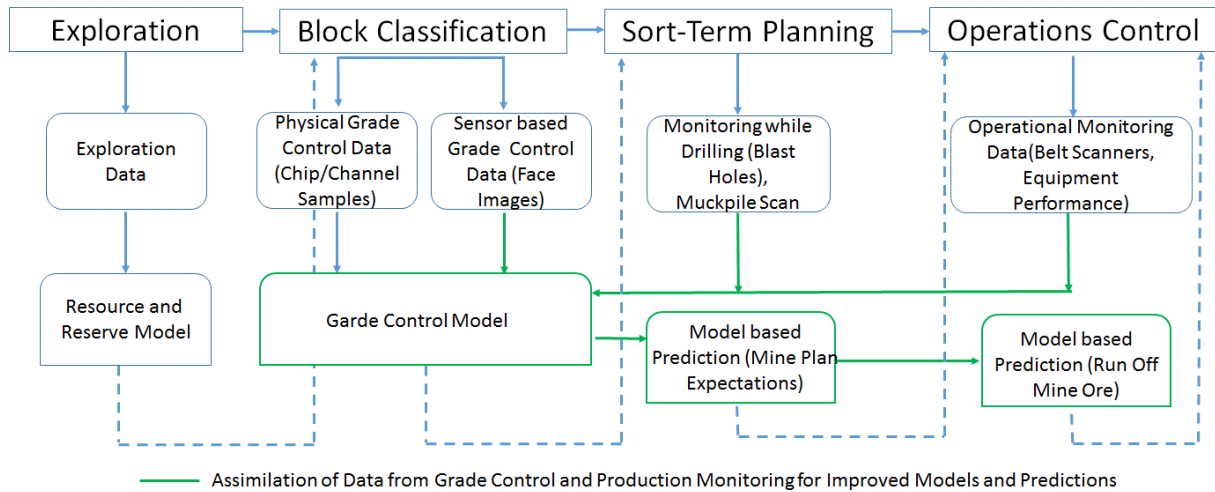 Exploration
Block Classification
Sort-Term Planning
Operations Control
Exploration
Data
Physical Grade
Control Data
(Chip/Channel
Samples)
Sensor based
Grade Control
Data (Face
Images)
Monitoring while
Drilling (Blast
Holes),
Muckpile Scan
Operational Monitoring
Data(Belt Scanners,
Equipment
Performance)
Resource and
Reserve Model
Garde Control Model
Model based
Prediction (Mine Plan
Expectations)
Model based
Prediction (Run Off
Mine Ore)
Assimilation of Data from Grade Control and Production Monitoring for Improved Models and Predictions